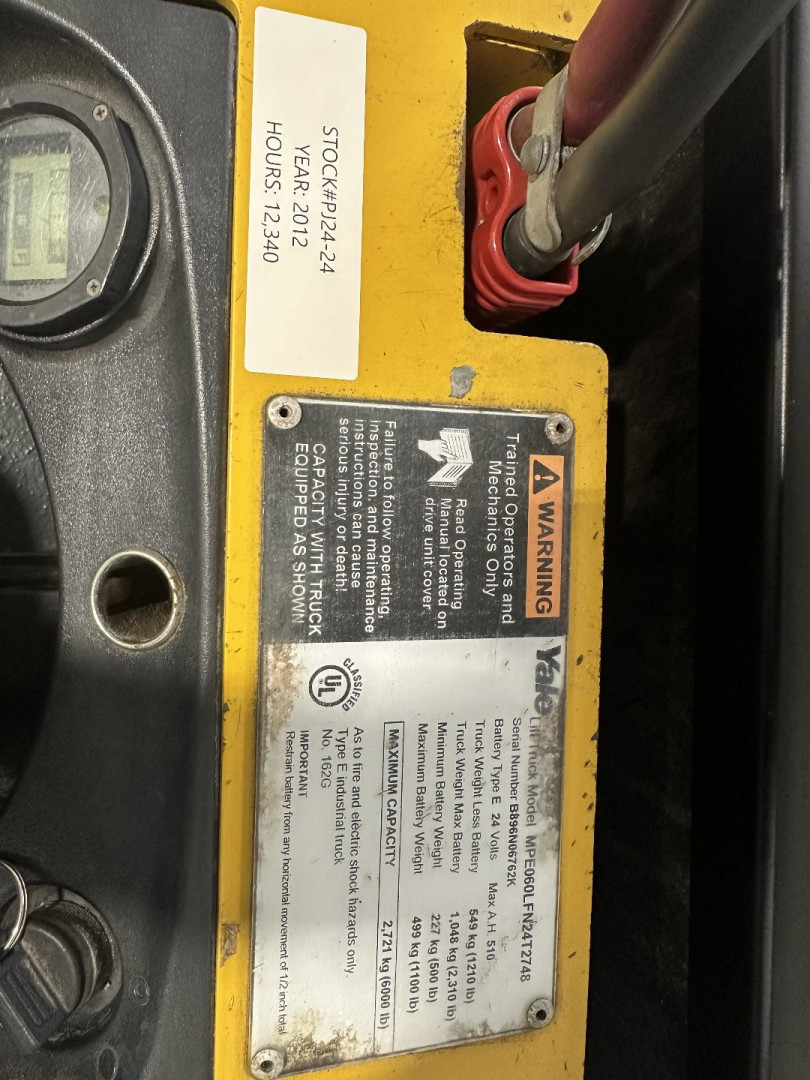 STOCK#PJ24-24
YEAR: 2012
HOURS: 12,340
WARNING
Trained Operators and
Mechanics Only
Read Operating
Manual located on
drive unit cover.
Failure to follow operating,
inspection, and maintenance
instructions can cause
serious injury or death!
CAPACITY WITH TRUCK
EQUIPPED AS SHOWN
Yale Lift Truck Model MPE060LFN24T2748
Serial Number B896N06762K
Battery Type E 24 Volts Max A.H. 510
Truck Weight Less Battery 549 kg (1210 lb)
Truck Weight Max Battery 1,048 kg (2,310 lb)
Minimum Battery Weight 227 kg (500 lb)
Maximum Battery Weight 499 kg (1100 lb)
MAXIMUM CAPACITY 2,721 kg (6000 lb)
CLASSIFIED
UL
As to fire and electric shock hazards only.
Type E industrial truck
No. 162G
IMPORTANT
Restrain battery from any horizontal movement of 1/2 inch total